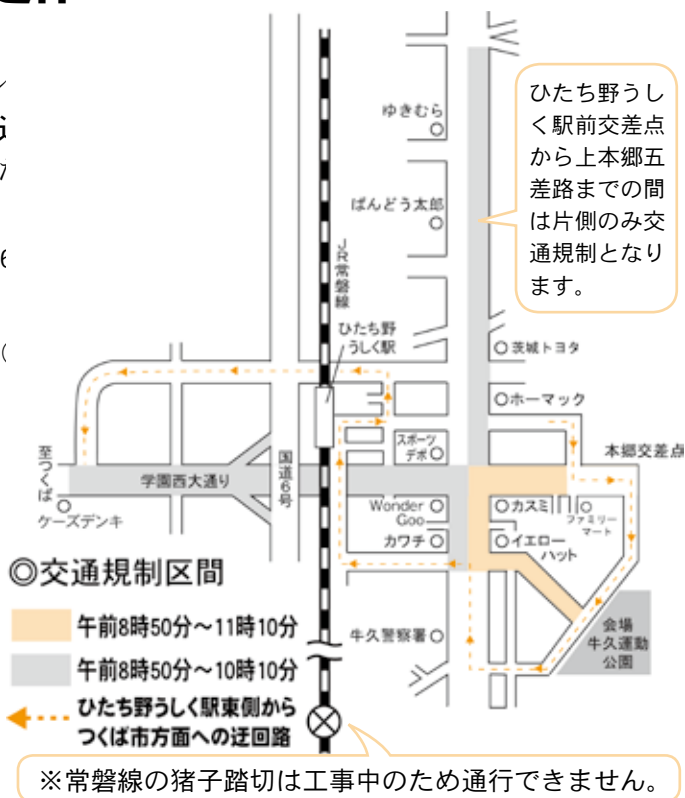 ゆきむら
ばんどう太郎
JR常磐線
ひたち野
うしく駅
ひたち野うし
く駅前交差点
から上本郷五
差路までの間
は片側のみ交
通規制となり
ます。
茨城トヨタ
ホーマック
本郷交差点
スポーツ
デポ
至つくば
学園西大通り
国道6号
ケーズデンキ
Wonder
Goo
カワチ
カスミ
ファミリー
マート
イエロー
ハット
◎交通規制区間
午前8時50分〜11時10分
午前8時50分〜10時10分
ひたち野うしく駅東側から
つくば市方面への迂回路
牛久警察署
会場
牛久運動
公園
※常磐線の猪子踏切は工事中のため通行できません。